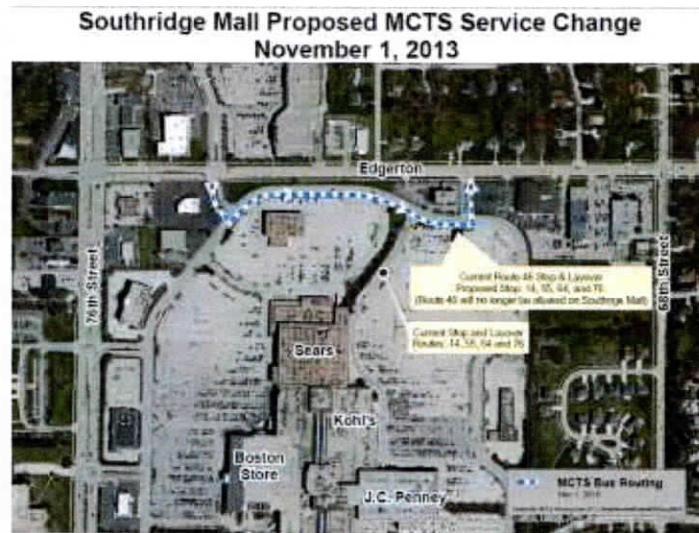 Southridge Mall Proposed MCTS Service Change
November 1, 2013
Edgerton
76th Street
68th Street
Current Route 46 Stop & Layover
Proposed Stop: 14, 55, 64, and 76
(Route 46 will no longer be allowed on Southridge Mall)
Current Stop and Layover
Routes: 14, 55, 64 and 76
Sears
Kohl's
Boston
Store
J.C. Penney
MCTS Bus Routing